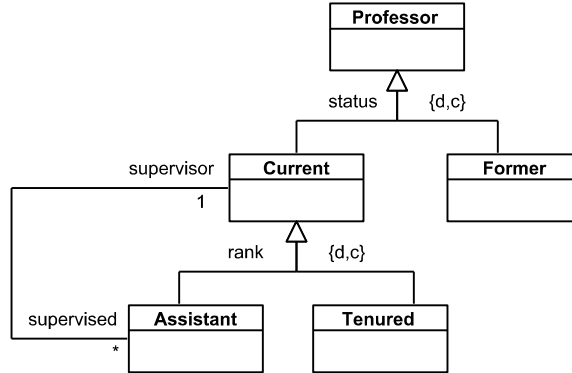 Professor
status {d,c}
supervisor Current Former
1
rank {d,c}
supervised Assistant Tenured
*